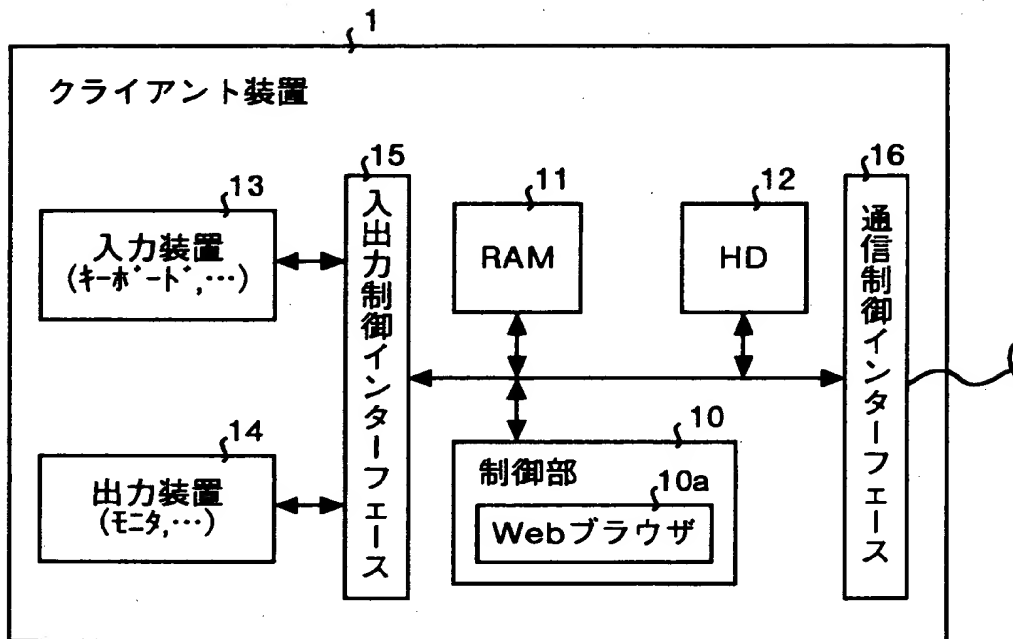 1
クライアント装置
13
入力装置
(ｷｰﾎﾞｰﾄﾞ,…)
14
出力装置
(ﾓﾆﾀ,…)
15
入出力制御インターフェース
11
RAM
12
HD
10
制御部
10a
Webブラウザ
16
通信制御インターフェース